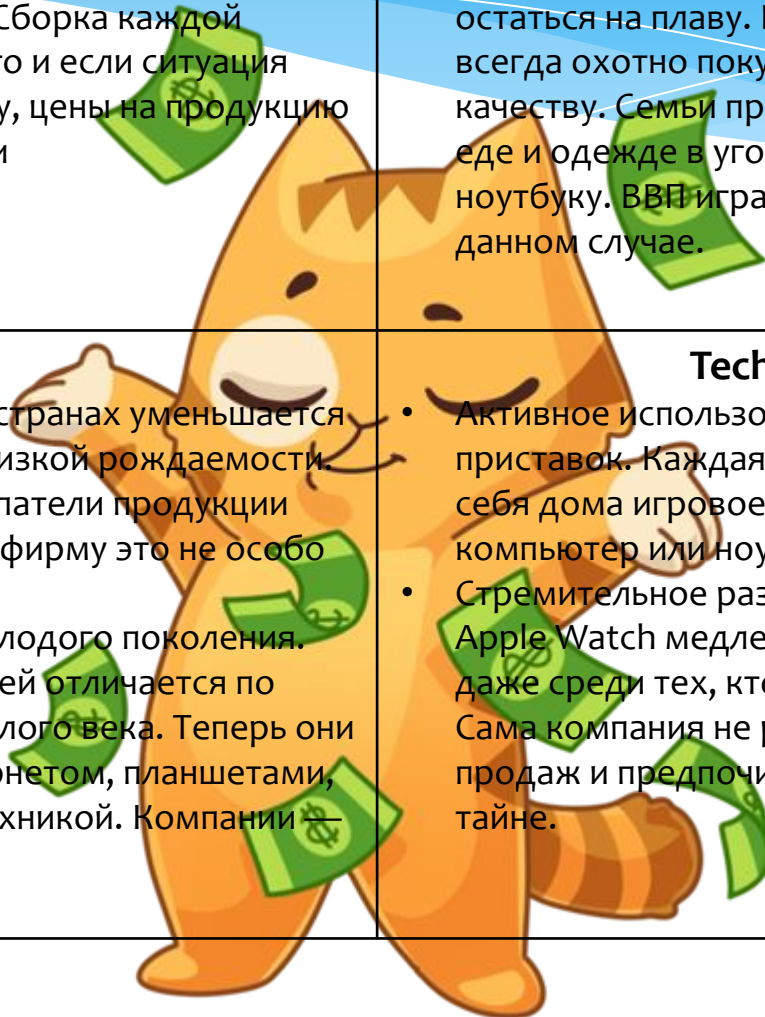 Сборка каждой
го и если ситуация
у, цены на продукцию
и
остаться на плаву.
всегда охотно поку
качеству. Семьи пр
еде и одежде в уго
ноутбуку. ВВП игра
данном случае.
странах уменьшается
изкой рождаемости.
патели продукции
фирму это не особо
лодого поколения.
ей отличается по
лого века. Теперь они
рнетом, планшетами,
хникой. Компании —
Tech
• Активное использо
приставок. Каждая
себя дома игровое
компьютер или ноу
• Стремительное раз
Apple Watch медле
даже среди тех, кто
Сама компания не р
продаж и предпочи
тайне.